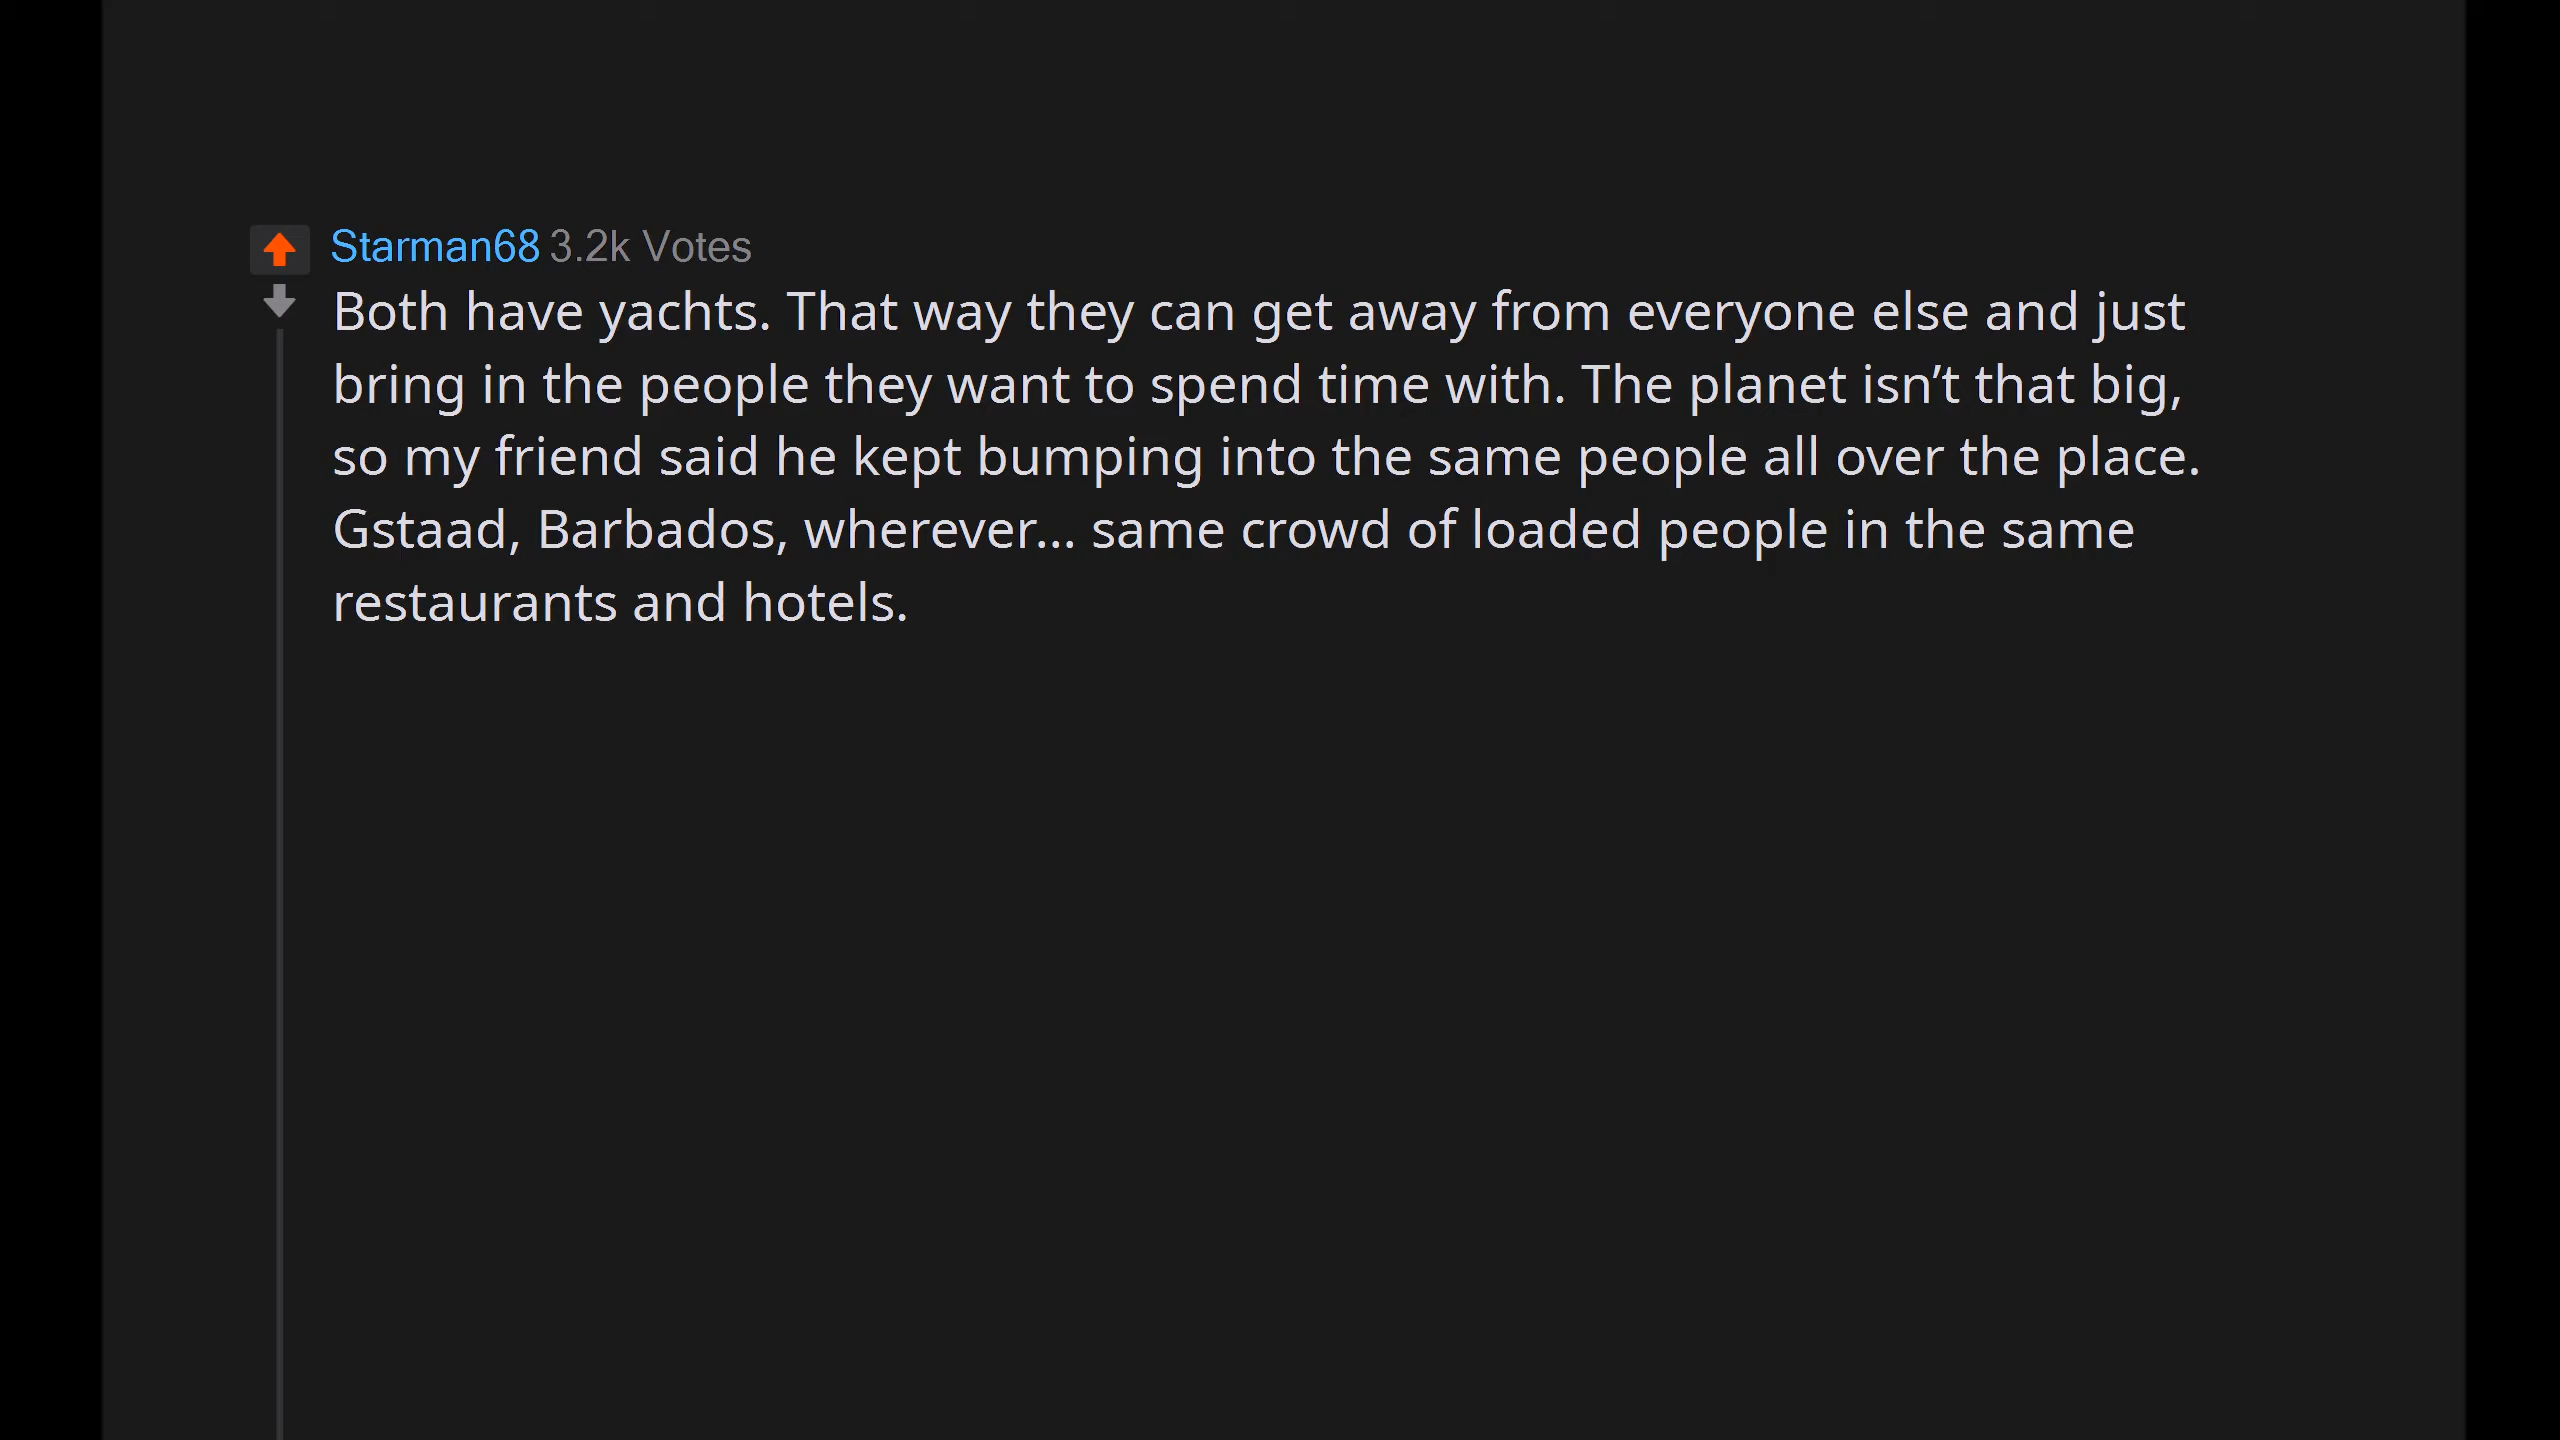 Starman68 3.2k Votes
Both have yachts. That way they can get away from everyone else and just
bring in the people they want to spend time with. The planet isn’t that big,
so my friend said he kept bumping into the same people all over the place.
Gstaad, Barbados, wherever... same crowd of loaded people in the same
restaurants and hotels.